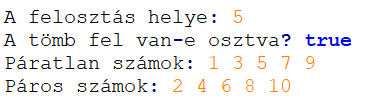 A felosztás helye: 5
A tömb fel van-e osztva? true
Páratlan számok: 1 3 5 7 9
Páros számok: 2 4 6 8 10